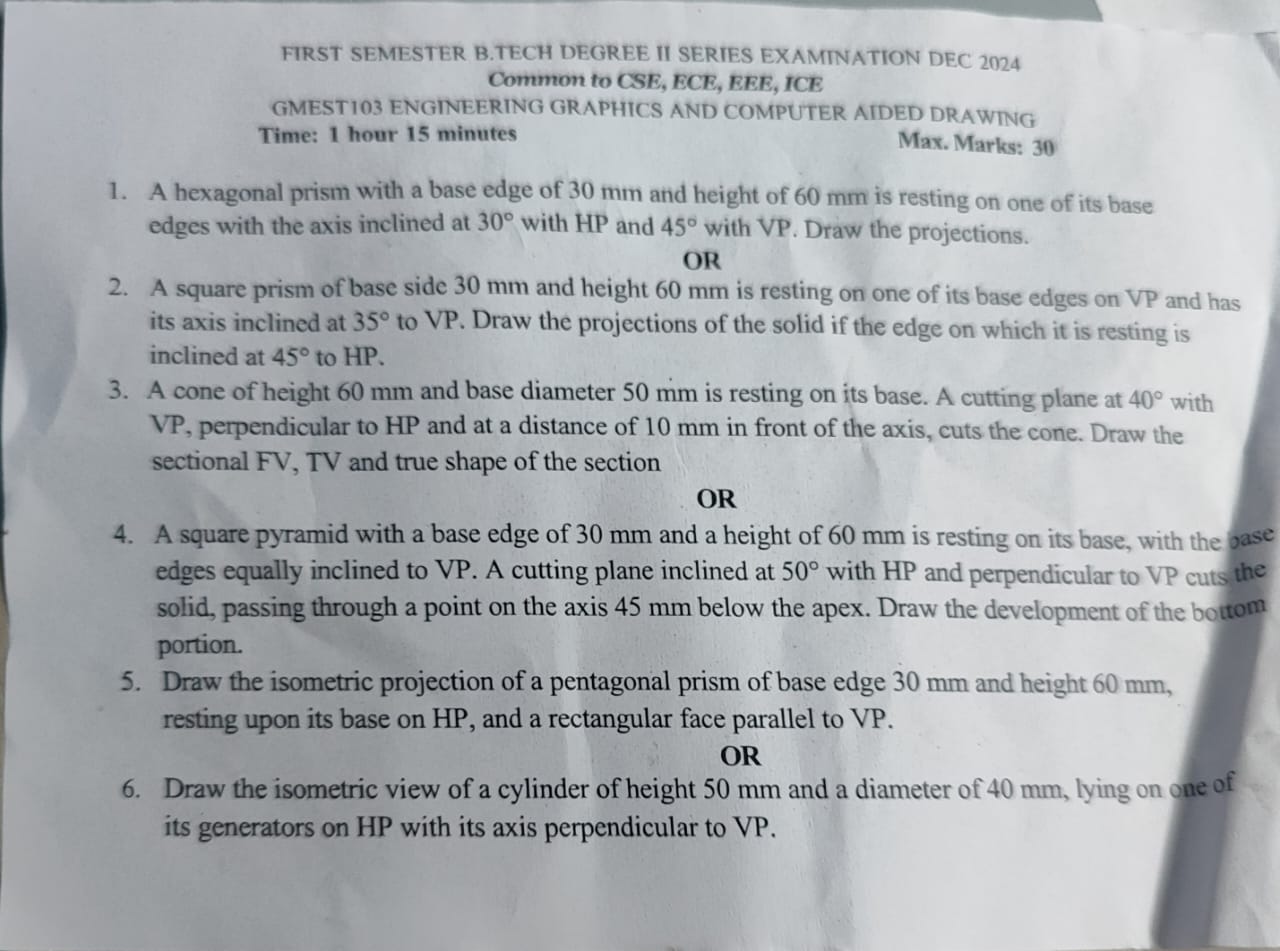 FIRST SEMESTER B.TECH DEGREE II SERIES EXAMINATION DEC 2024
Common to CSE, ECE, EEE, ICE
GMEST103 ENGINEERING GRAPHICS AND COMPUTER AIDED DRAWING
Time: 1 hour 15 minutes Max. Marks: 30
1. A hexagonal prism with a base edge of 30 mm and height of 60 mm is resting on one of its base
edges with the axis inclined at 30° with HP and 45° with VP. Draw the projections.
OR
2. A square prism of base side 30 mm and height 60 mm is resting on one of its base edges on VP and has
its axis inclined at 35° to VP. Draw the projections of the solid if the edge on which it is resting is
inclined at 45° to HP.
3. A cone of height 60 mm and base diameter 50 mm is resting on its base. A cutting plane at 40° with
VP, perpendicular to HP and at a distance of 10 mm in front of the axis, cuts the cone. Draw the
sectional FV, TV and true shape of the section
OR
4. A square pyramid with a base edge of 30 mm and a height of 60 mm is resting on its base, with the base
edges equally inclined to VP. A cutting plane inclined at 50° with HP and perpendicular to VP cuts the
solid, passing through a point on the axis 45 mm below the apex. Draw the development of the bottom
portion.
5. Draw the isometric projection of a pentagonal prism of base edge 30 mm and height 60 mm,
resting upon its base on HP, and a rectangular face parallel to VP.
OR
6. Draw the isometric view of a cylinder of height 50 mm and a diameter of 40 mm, lying on one of
its generators on HP with its axis perpendicular to VP.